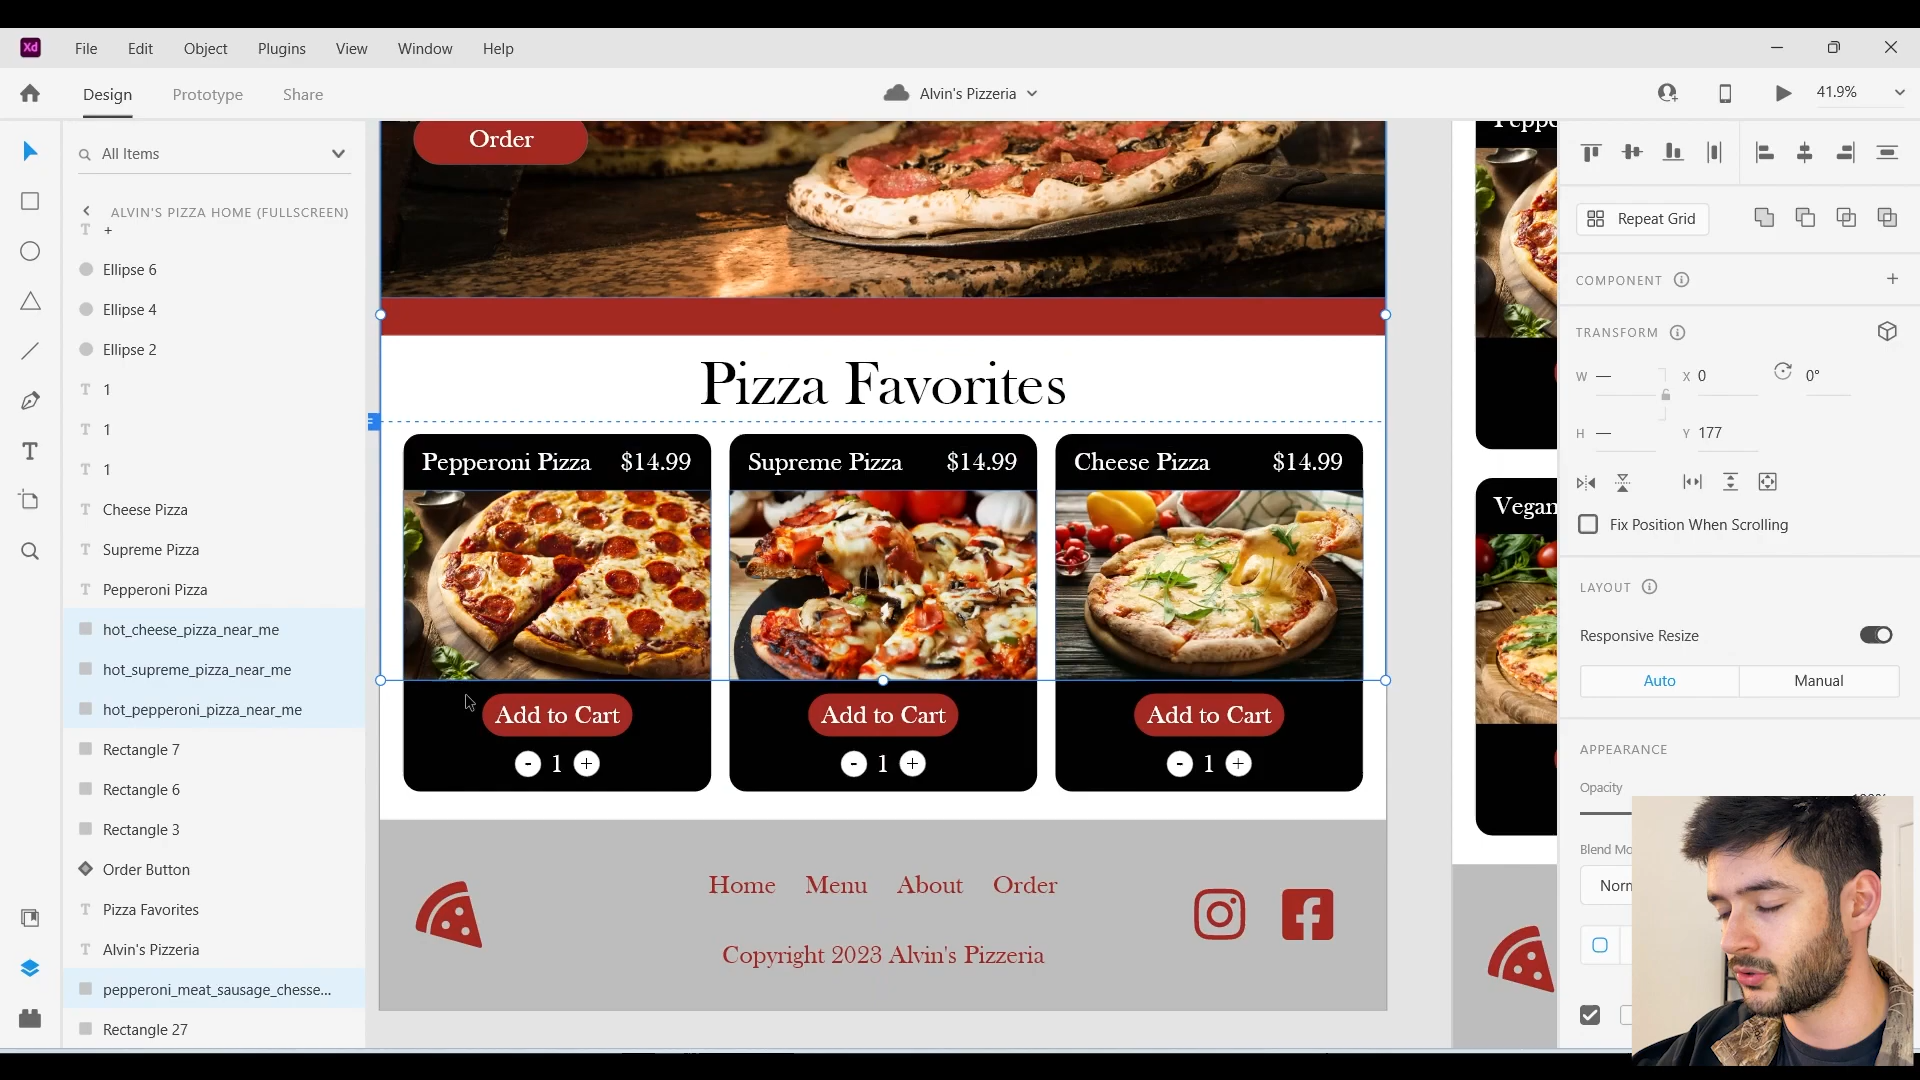 Xd File Edit Object Plugins View Window Help
Design Prototype Share Alvin's Pizzeria 41.9%
All Items
ALVIN'S PIZZA HOME (FULLSCREEN)
T +
Ellipse 6
Ellipse 4
Ellipse 2
T 1
T 1
T 1
T Cheese Pizza
T Supreme Pizza
T Pepperoni Pizza
hot_cheese_pizza_near_me
hot_supreme_pizza_near_me
hot_pepperoni_pizza_near_me
Rectangle 7
Rectangle 6
Rectangle 3
Order Button
T Pizza Favorites
T Alvin's Pizzeria
pepperoni_meat_sausage_chesse...
Rectangle 27
T
Order
Pizza Favorites
Pepperoni Pizza $14.99
Supreme Pizza $14.99
Cheese Pizza $14.99
Add to Cart
- 1 +
Add to Cart
- 1 +
Add to Cart
- 1 +
Home Menu About Order
Copyright 2023 Alvin's Pizzeria
Vegan
Repeat Grid
COMPONENT
TRANSFORM
W — X 0 0°
H — Y 177
Fix Position When Scrolling
LAYOUT
Responsive Resize
Auto Manual
APPEARANCE
Opacity